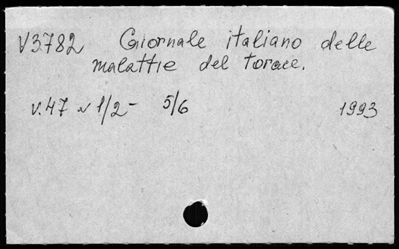 V3782 Giornale italiano delle
malattie del torace.
v.47 N 1/2- 5/6 1993